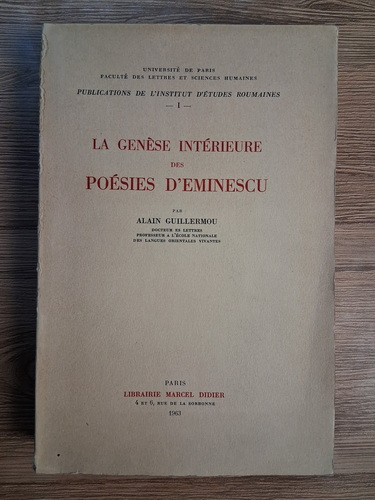 UNIVERSITÉ DE PARIS
FACULTÉ DES LETTRES ET SCIENCES HUMAINES
PUBLICATIONS DE L'INSTITUT D'ÉTUDES ROUMAINES
— I —
LA GENÈSE INTÉRIEURE
DES
POÉSIES D'EMINESCU
PAR
ALAIN GUILLERMOU
DOCTEUR ES LETTRES
PROFESSEUR A L'ÉCOLE NATIONALE
DES LANGUES ORIENTALES VIVANTES
PARIS
LIBRAIRIE MARCEL DIDIER
4 ET 6, RUE DE LA SORBONNE
1963